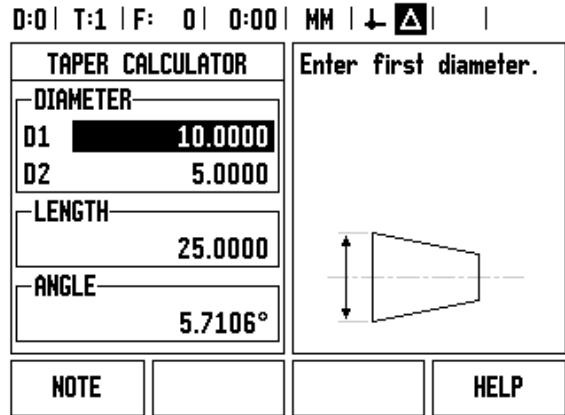 D:0| T:1 | F: 0| 0:00| MM | Δ| |
TAPER CALCULATOR
DIAMETER
D1 10.0000
D2 5.0000
LENGTH
25.0000
ANGLE
5.7106°
Enter first diameter.
NOTE
HELP